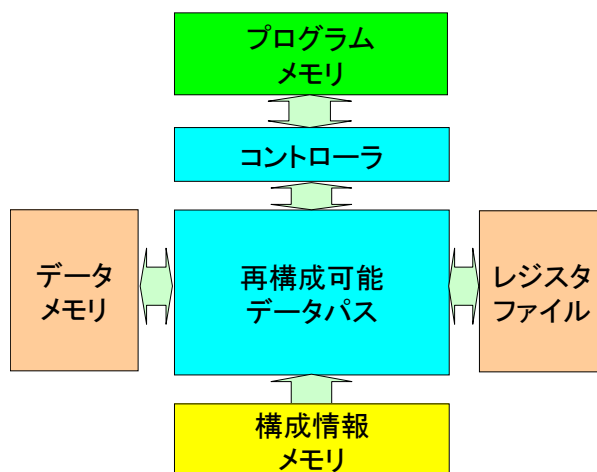 プログラム
メモリ
コントローラ
データ
メモリ
再構成可能
データパス
レジスタ
ファイル
構成情報
メモリ